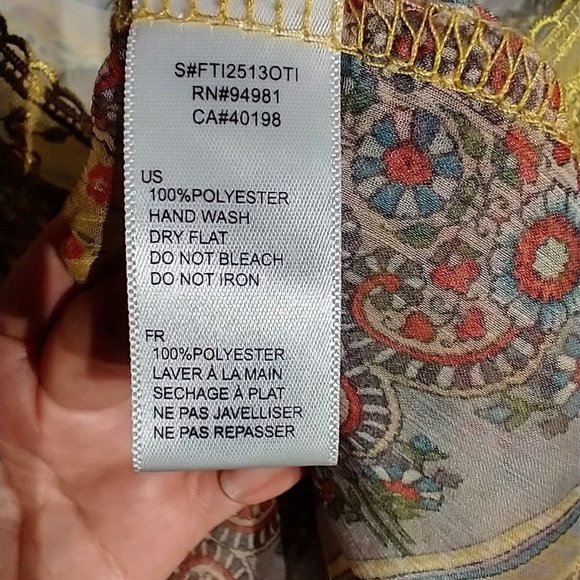 S#FTI2513OTI
RN#94981
CA#40198
US
100%POLYESTER
HAND WASH
DRY FLAT
DO NOT BLEACH
DO NOT IRON
FR
100%POLYESTER
LAVER À LA MAIN
SECHAGE À PLAT
NE PAS JAVELLISER
NE PAS REPASSER